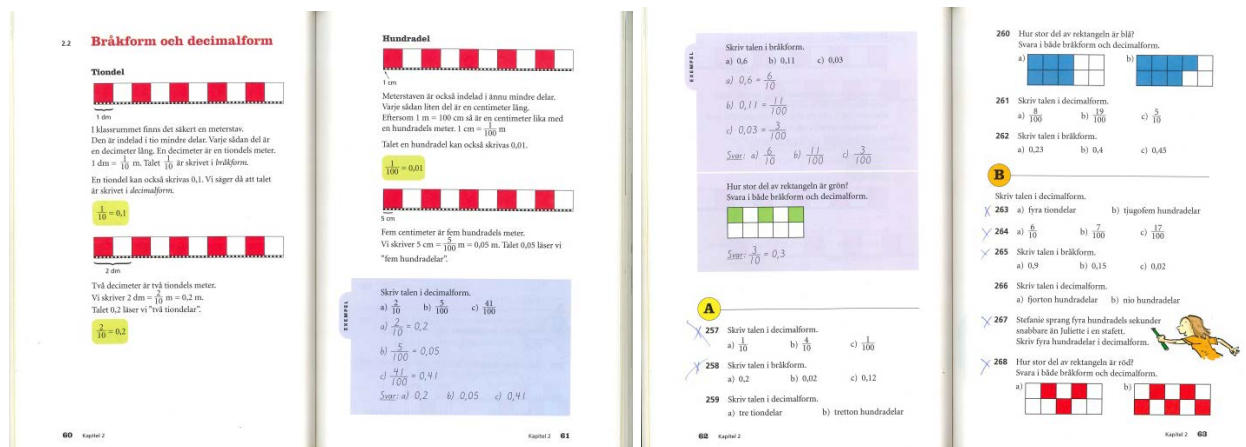 2.2 Bråkform och decimalform
Tiondel
1 dm
I klassrummet finns det säkert en meterstav.
Den är indelad i tio mindre delar. Varje sådan del är
en decimeter lång. En decimeter är en tiondels meter.
1 dm = 1/10 m. Talet 1/10 är skrivet i bråkform.
En tiondel kan också skrivas 0,1. Vi säger då att talet
är skrivet i decimalform.
1/10 = 0,1
2 dm
Två decimeter är två tiondels meter.
Vi skriver 2 dm = 2/10 m = 0,2 m.
Talet 0,2 läser vi "två tiondelar".
2/10 = 0,2
60 Kapitel 2
Hundradel
1 cm
Meterstaven är också indelad i ännu mindre delar.
Varje sådan liten del är en centimeter lång.
Eftersom 1 m = 100 cm så är en centimeter lika med
en hundradels meter. 1 cm = 1/100 m
Talet en hundradel kan också skrivas 0,01.
1/100 = 0,01
5 cm
Fem centimeter är fem hundradels meter.
Vi skriver 5 cm = 5/100 m = 0,05 m. Talet 0,05 läser vi
"fem hundradelar".
EXEMPEL
Skriv talen i decimalform.
a) 2/10 b) 5/100 c) 41/100
a) 2/10 = 0,2
b) 5/100 = 0,05
c) 41/100 = 0,41
Svar: a) 0,2 b) 0,05 c) 0,41
Kapitel 2 61
EXEMPEL
Skriv talen i bråkform.
a) 0,6 b) 0,11 c) 0,03
a) 0,6 = 6/10
b) 0,11 = 11/100
c) 0,03 = 3/100
Svar: a) 6/10 b) 11/100 c) 3/100
Hur stor del av rektangeln är grön?
Svara i både bråkform och decimalform.
Svar: 3/10 = 0,3
A
257 Skriv talen i decimalform.
a) 1/10 b) 4/10 c) 1/100
258 Skriv talen i bråkform.
a) 0,2 b) 0,02 c) 0,12
259 Skriv talen i decimalform.
a) tre tiondelar b) tretton hundradelar
62 Kapitel 2
260 Hur stor del av rektangeln är blå?
Svara i både bråkform och decimalform.
a) b)
261 Skriv talen i decimalform.
a) 8/100 b) 19/100 c) 5/10
262 Skriv talen i bråkform.
a) 0,23 b) 0,4 c) 0,45
B
Skriv talen i decimalform.
263 a) fyra tiondelar b) tjugofem hundradelar
264 a) 6/10 b) 7/100 c) 17/100
265 Skriv talen i bråkform.
a) 0,9 b) 0,15 c) 0,02
266 Skriv talen i decimalform.
a) fjorton hundradelar b) nio hundradelar
267 Stefanie sprang fyra hundradels sekunder
snabbare än Juliette i en stafett.
Skriv fyra hundradelar i decimalform.
268 Hur stor del av rektangeln är röd?
Svara i både bråkform och decimalform.
a) b)
Kapitel 2 63